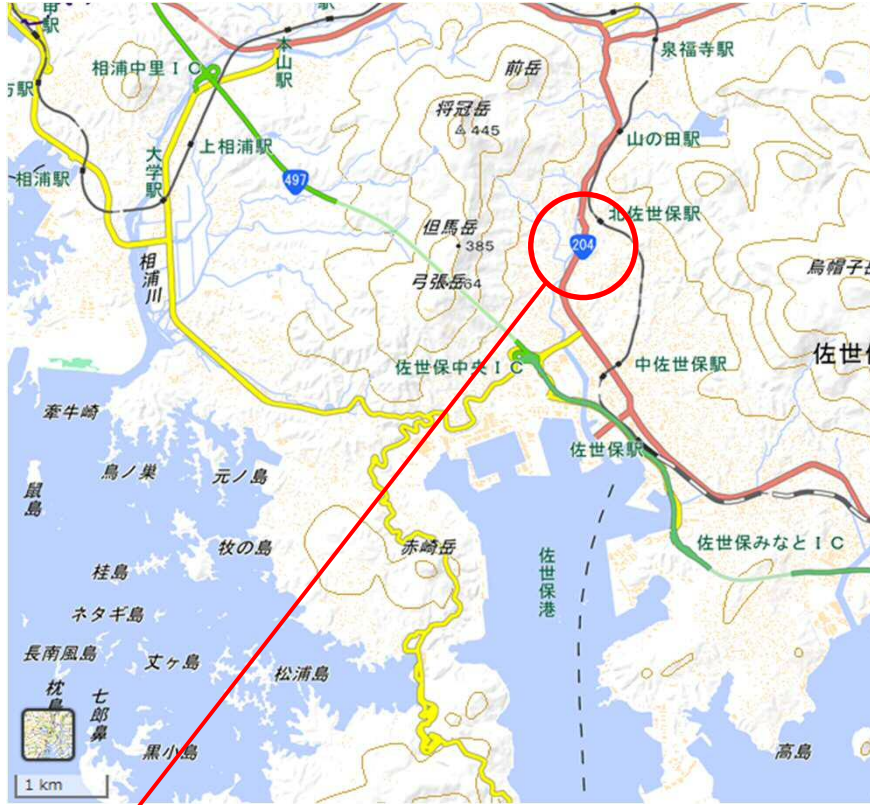 本山駅
泉福寺駅
相浦中里ＩＣ
前岳
将冠岳
445
山の田駅
上相浦駅
大学駅
相浦駅
497
北佐世保駅
但馬岳
385
204
相浦川
弓張岳
364
烏帽子岳
佐世保中央ＩＣ
中佐世保駅
佐世保
牽牛崎
佐世保駅
鳥ノ巣
元ノ島
鼠島
牧の島
赤崎岳
佐世保港
佐世保みなとＩＣ
桂島
ネタギ島
長南風島
丈ヶ島
松浦島
枕島
七郎鼻
黒小島
高島
1 km